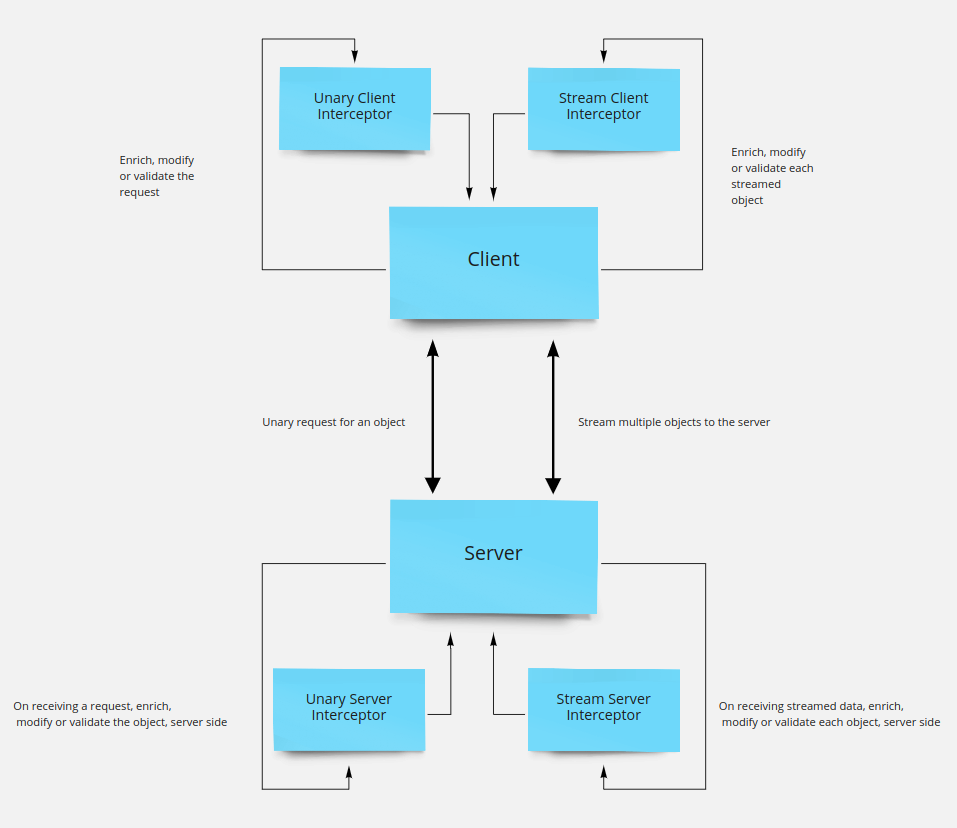 Unary Client
Interceptor
Stream Client
Interceptor
Enrich, modify
or validate the
request
Enrich, modify
or validate each
streamed
object
Client
Unary request for an object
Stream multiple objects to the server
Server
Unary Server
Interceptor
Stream Server
Interceptor
On receiving a request, enrich,
modify or validate the object, server side
On receiving streamed data, enrich,
modify or validate each object, server side